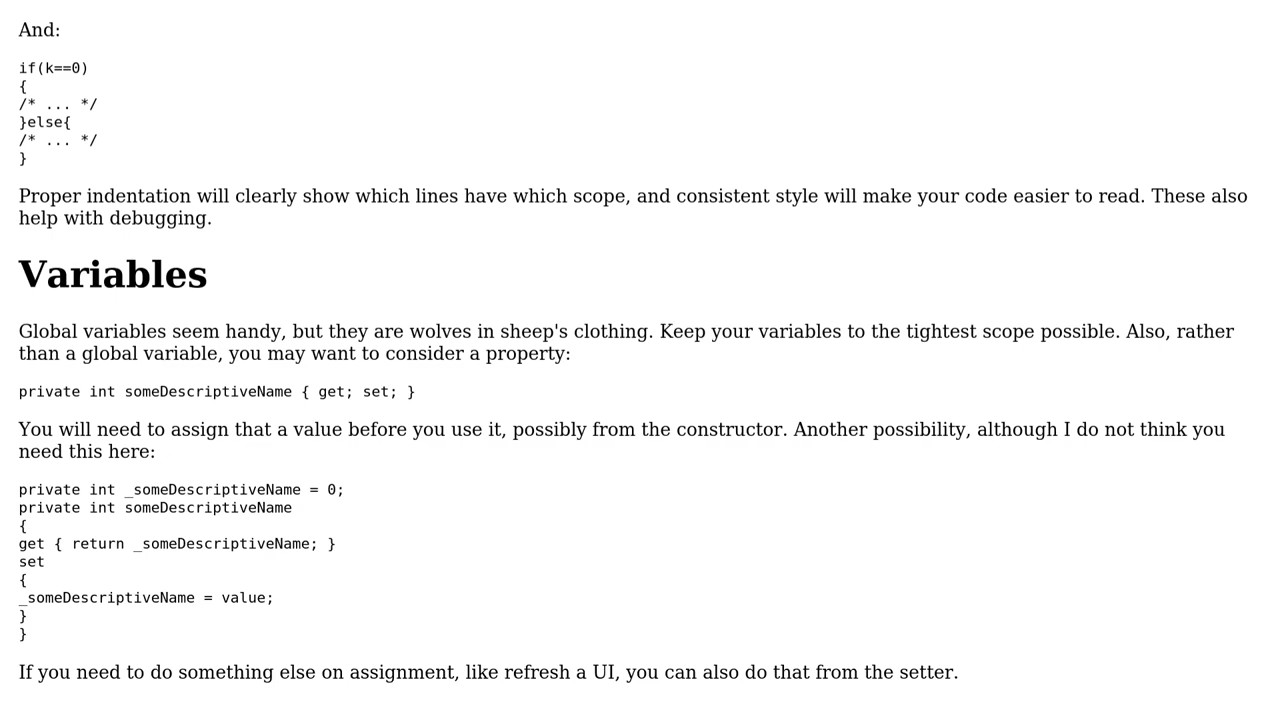 And:
if(k==0)
{
/* ... */
}else{
/* ... */
}
Proper indentation will clearly show which lines have which scope, and consistent style will make your code easier to read. These also
help with debugging.
Variables
Global variables seem handy, but they are wolves in sheep's clothing. Keep your variables to the tightest scope possible. Also, rather
than a global variable, you may want to consider a property:
private int someDescriptiveName { get; set; }
You will need to assign that a value before you use it, possibly from the constructor. Another possibility, although I do not think you
need this here:
private int _someDescriptiveName = 0;
private int someDescriptiveName
{
get { return _someDescriptiveName; }
set
{
_someDescriptiveName = value;
}
}
If you need to do something else on assignment, like refresh a UI, you can also do that from the setter.